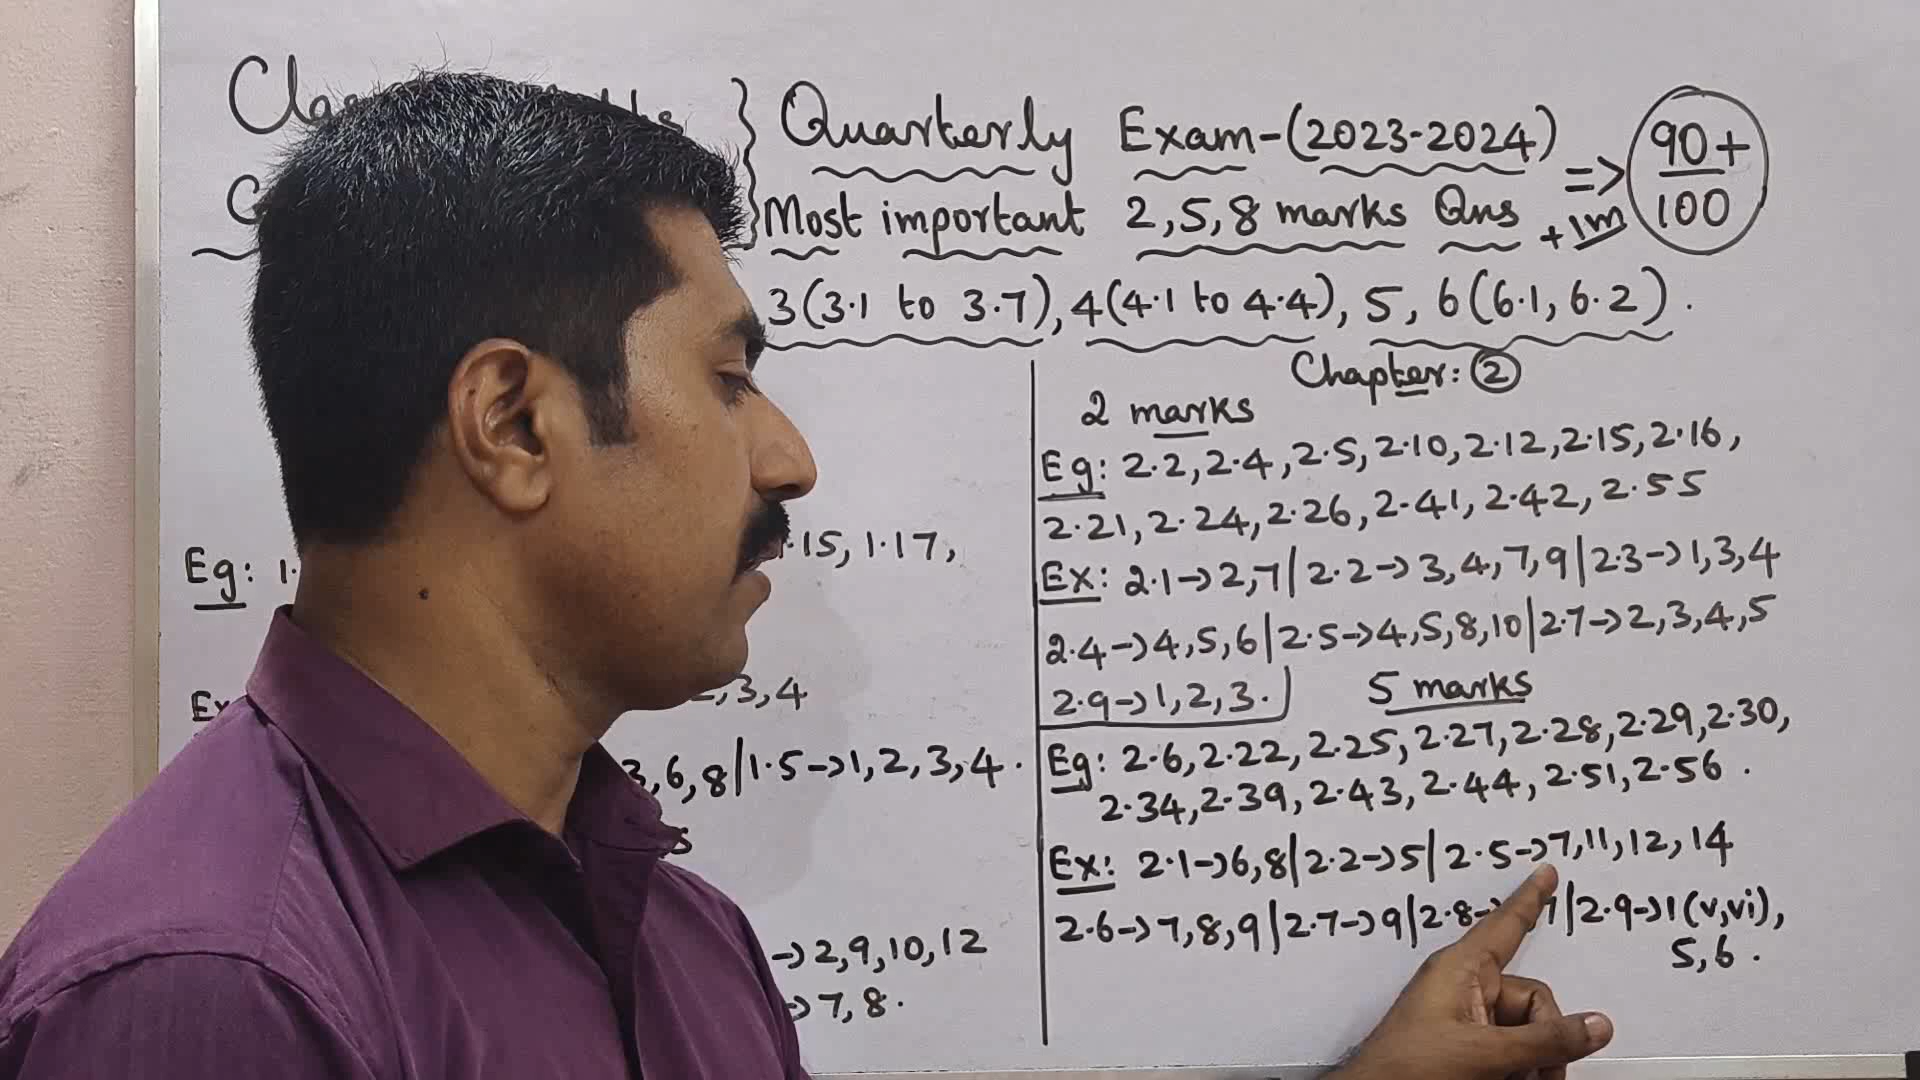 } Quarterly Exam-(2023-2024) => 90+/100
Most important 2,5,8 marks Qns +1m
3(3.1 to 3.7), 4(4.1 to 4.4), 5, 6(6.1, 6.2).
Eg: 1.
.15, 1.17,
,3,4
3,6,8|1.5->1,2,3,4.
->2,9,10,12
->7,8.
Chapter: 2
2 marks
Eg: 2.2,2.4,2.5,2.10,2.12,2.15,2.16,
2.21,2.24,2.26,2.41,2.42,2.55
Ex: 2.1->2,7|2.2->3,4,7,9|2.3->1,3,4
2.4->4,5,6|2.5->4,5,8,10|2.7->2,3,4,5
2.9->1,2,3.
5 marks
Eg: 2.6,2.22,2.25,2.27,2.28,2.29,2.30,
2.34,2.39,2.43,2.44,2.51,2.56.
Ex: 2.1->6,8|2.2->5|2.5->7,11,12,14
2.6->7,8,9|2.7->9|2.8-> 7|2.9->1(v,vi),
5,6.